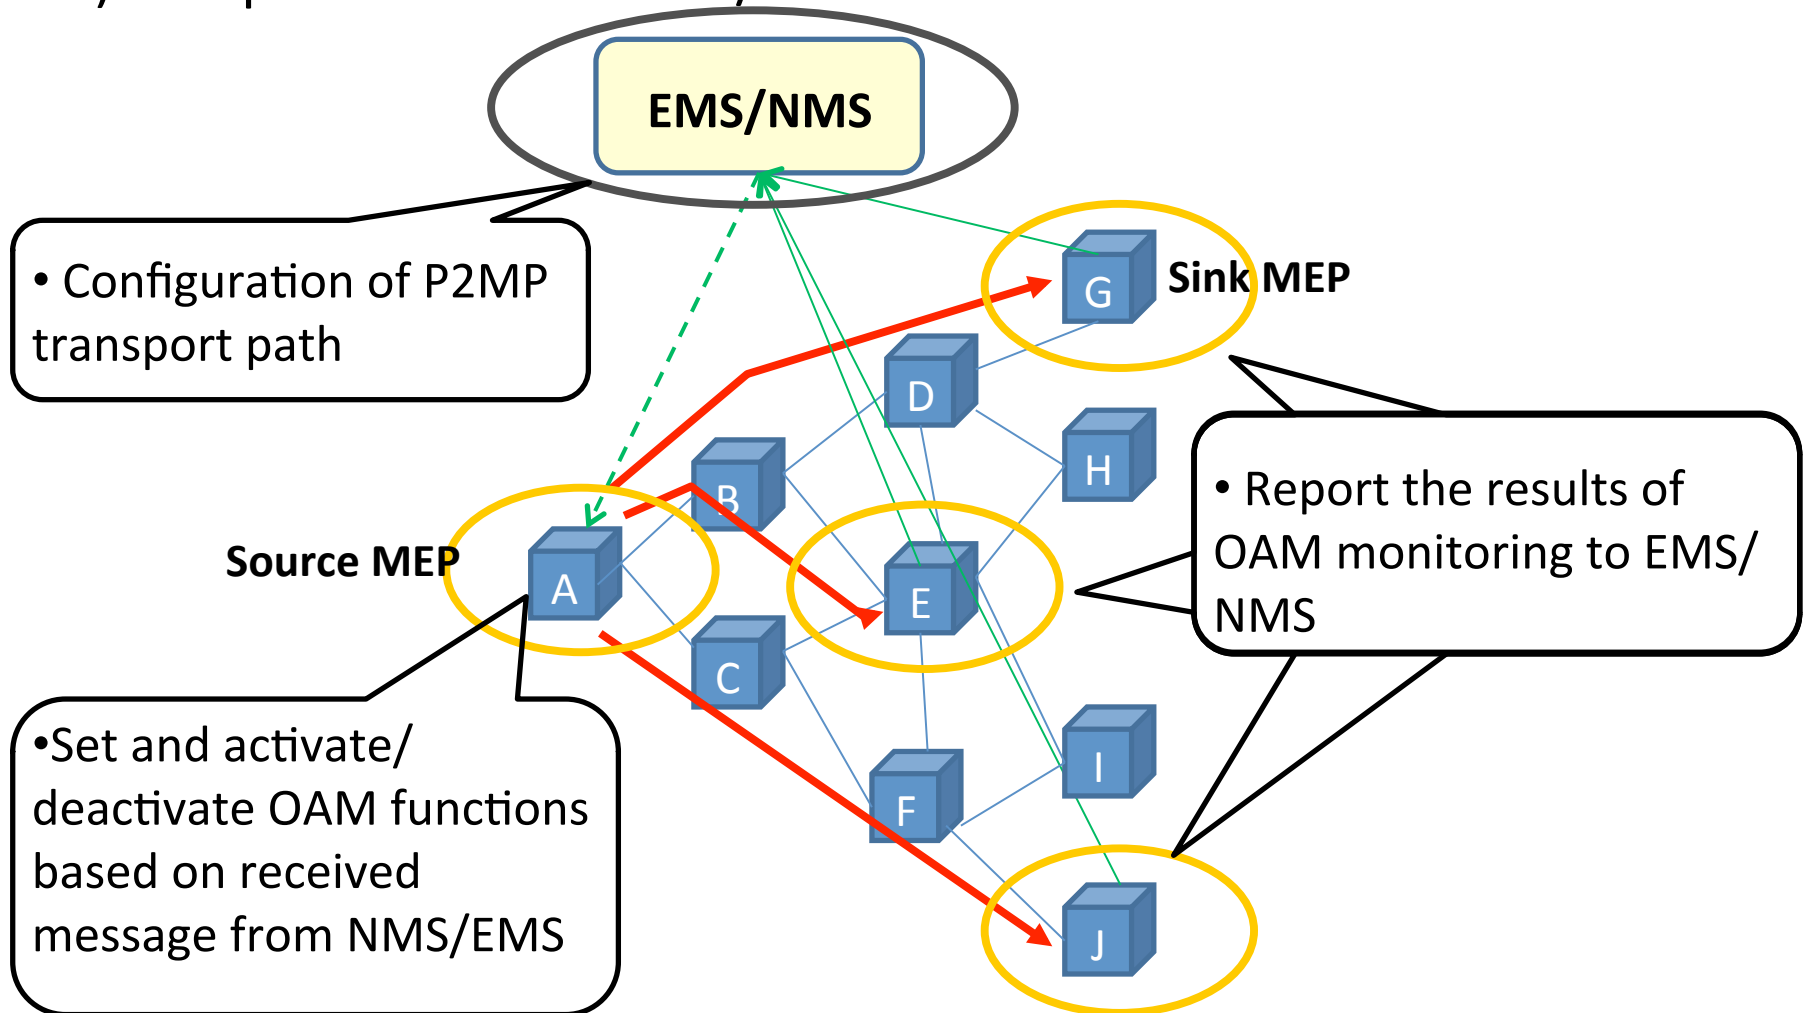 EMS/NMS
• Configuration of P2MP
transport path
G
Sink MEP
D
H
B
• Report the results of
OAM monitoring to EMS/
NMS
Source MEP
A
E
C
•Set and activate/
deactivate OAM functions
based on received
message from NMS/EMS
I
F
J